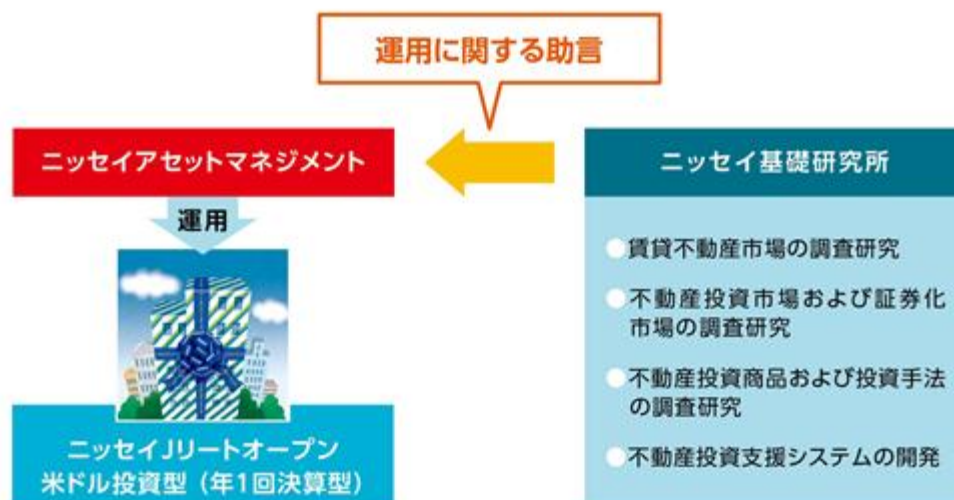 運用に関する助言
ニッセイアセットマネジメント
運用
ニッセイJリートオープン
米ドル投資型（年1回決算型）
ニッセイ基礎研究所
●賃貸不動産市場の調査研究
●不動産投資市場および証券化
市場の調査研究
●不動産投資商品および投資手法
の調査研究
●不動産投資支援システムの開発